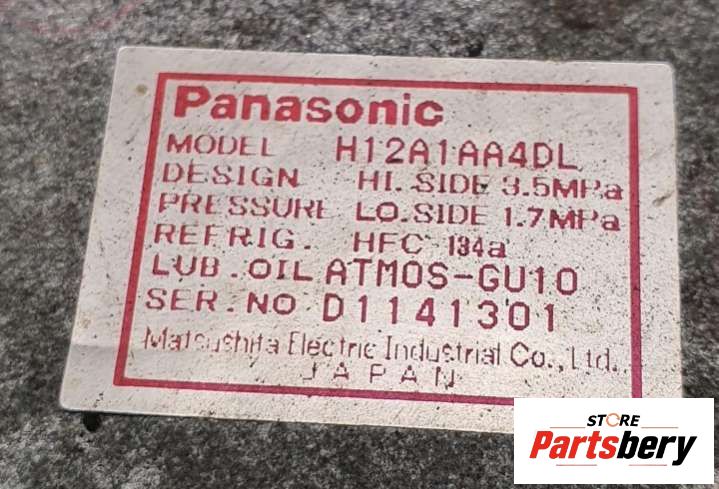 Panasonic
MODEL H12A1AA4DL
DESIGN HI.SIDE 3.5MPa
PRESSURE LO.SIDE 1.7MPa
REFRIG. HFC-134a
LUB.OIL ATMOS-GU10
SER.NO D1141301
Matsushita Electric Industrial Co., Ltd.
JAPAN
STORE
Partsbery